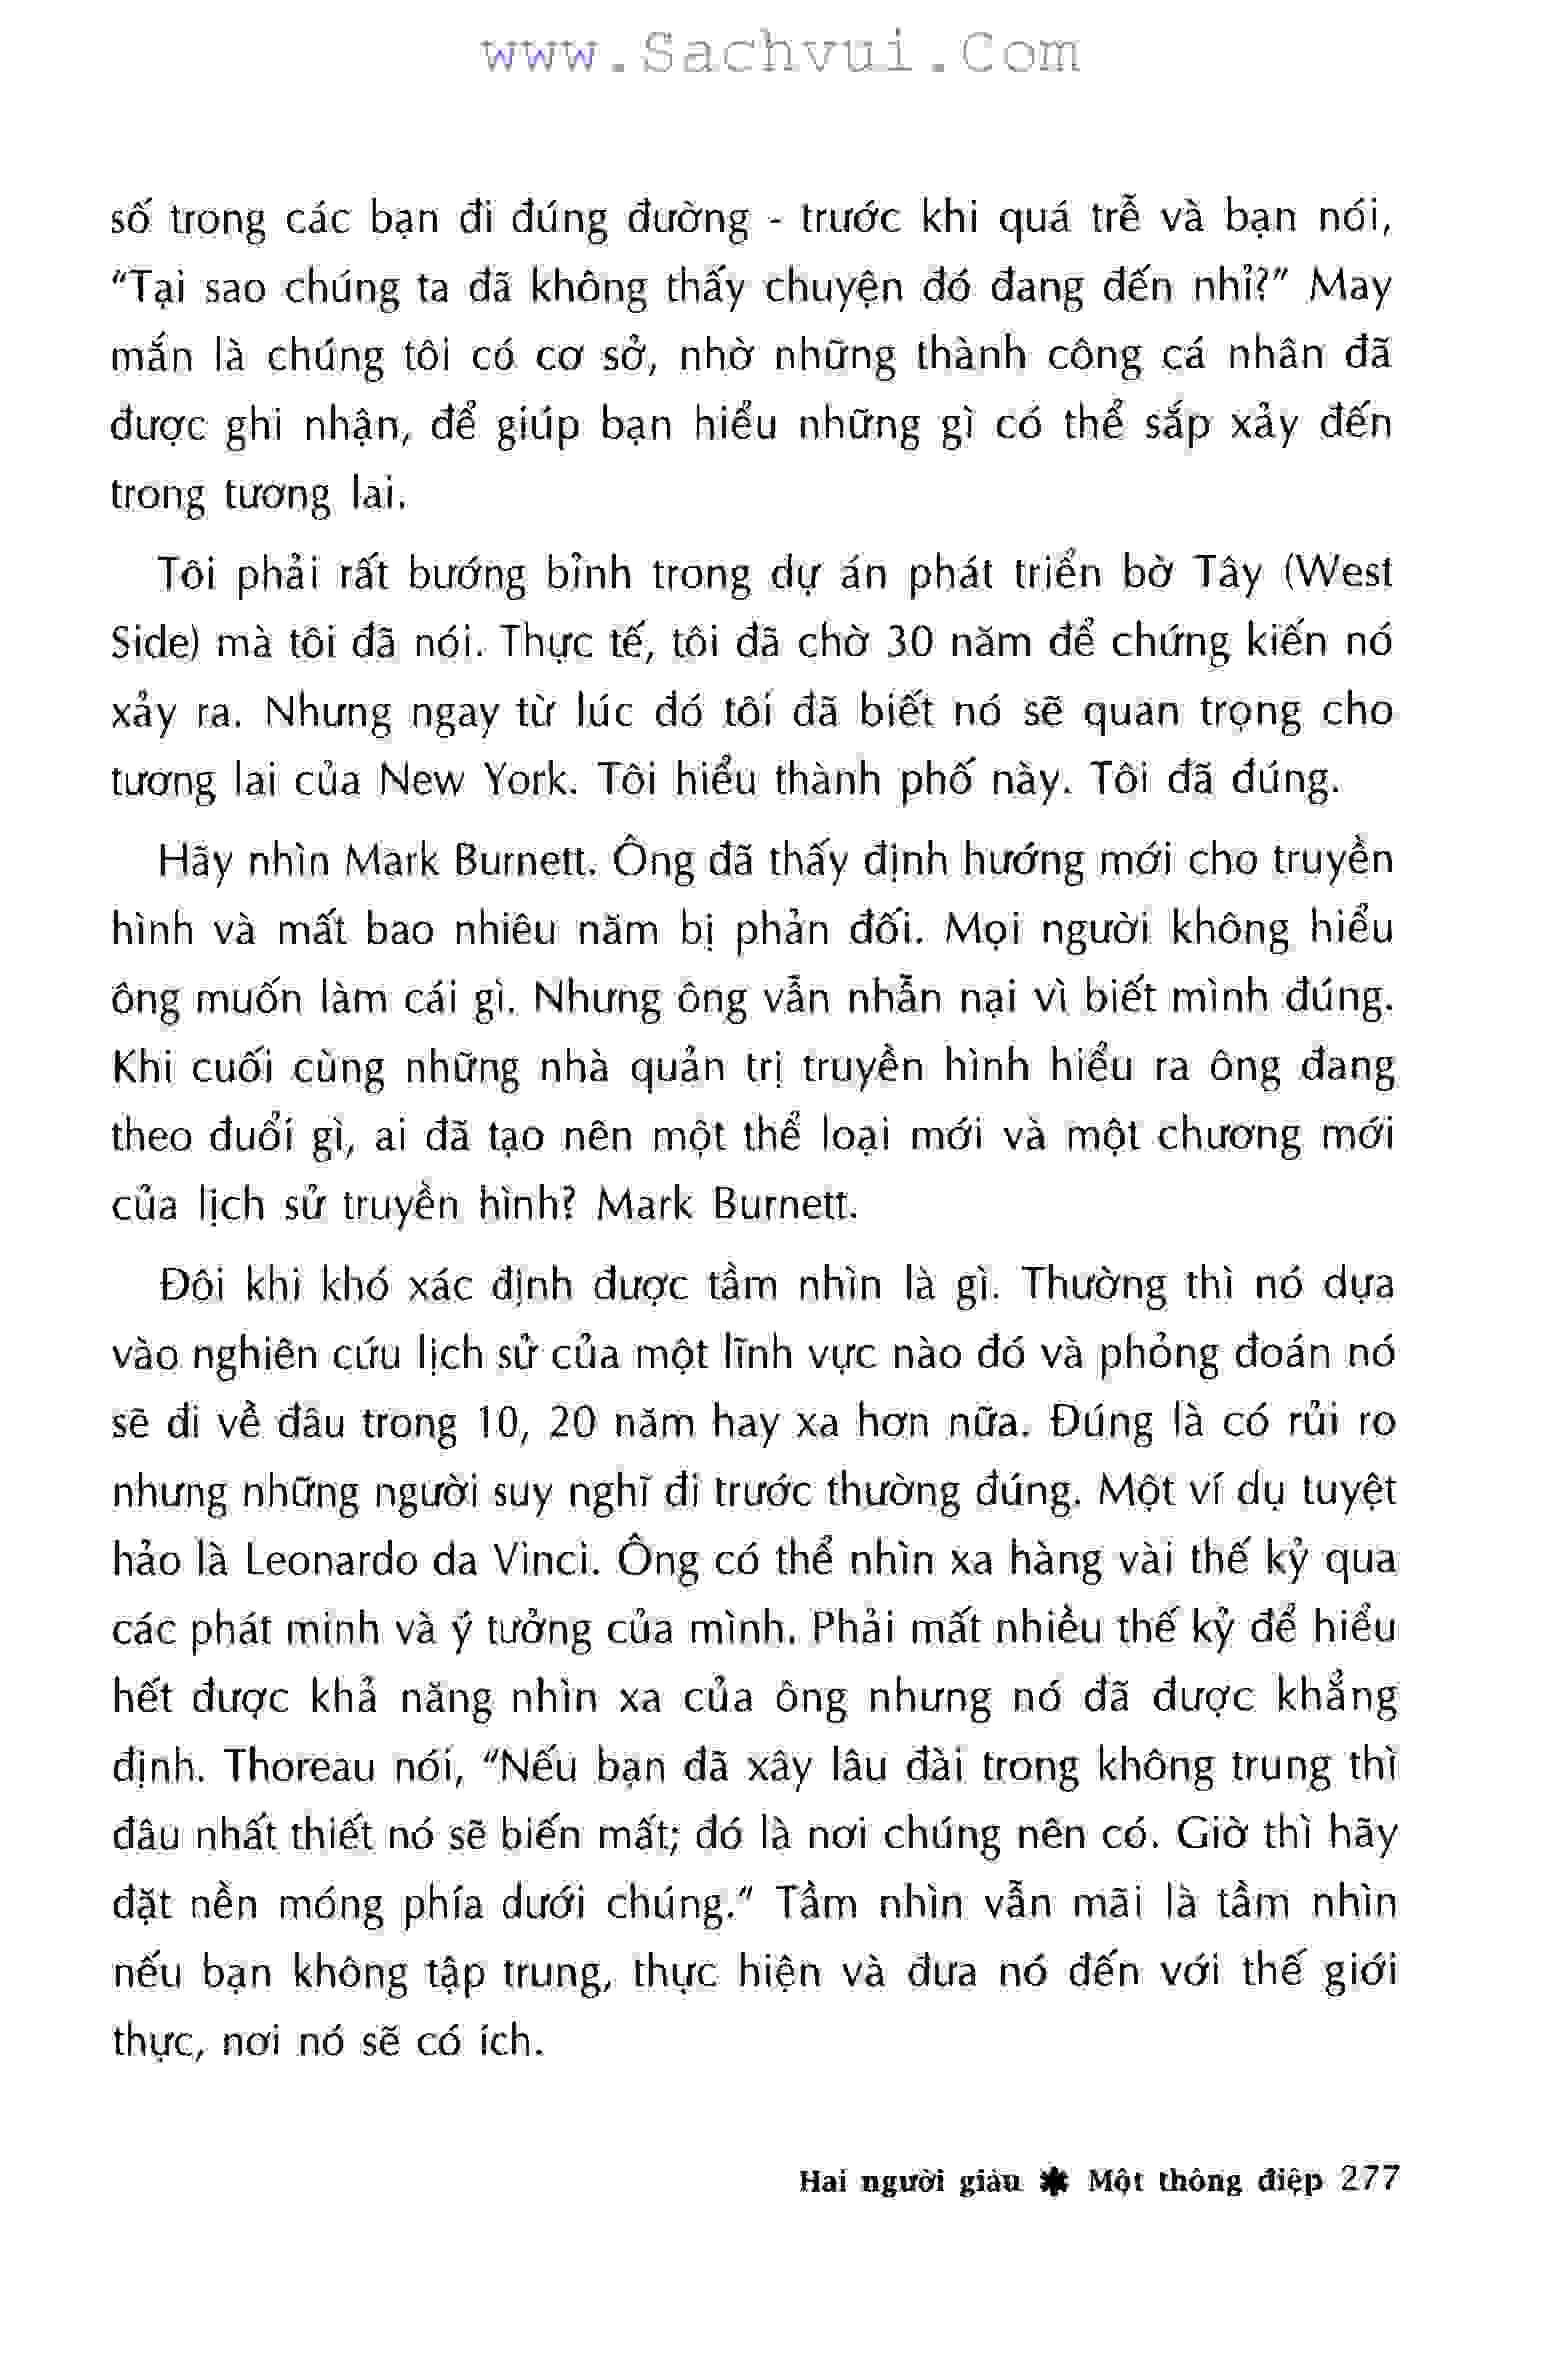 www.Sachvui.Com
số trong các bạn đi đúng đường - trước khi quá trễ và bạn nói,
"Tại sao chúng ta đã không thấy chuyện đó đang đến nhỉ?" May
mắn là chúng tôi có cơ sở, nhờ những thành công cá nhân đã
được ghi nhận, để giúp bạn hiểu những gì có thể sắp xảy đến
trong tương lai.
Tôi phải rất bướng bỉnh trong dự án phát triển bờ Tây (West
Side) mà tôi đã nói. Thực tế, tôi đã chờ 30 năm để chứng kiến nó
xảy ra. Nhưng ngay từ lúc đó tôi đã biết nó sẽ quan trọng cho
tương lai của New York. Tôi hiểu thành phố này. Tôi đã đúng.
Hãy nhìn Mark Burnett. Ông đã thấy định hướng mới cho truyền
hình và mất bao nhiêu năm bị phản đối. Mọi người không hiểu
ông muốn làm cái gì. Nhưng ông vẫn nhẫn nại vì biết mình đúng.
Khi cuối cùng những nhà quản trị truyền hình hiểu ra ông đang
theo đuổi gì, ai đã tạo nên một thể loại mới và một chương mới
của lịch sử truyền hình? Mark Burnett.
Đôi khi khó xác định được tầm nhìn là gì. Thường thì nó dựa
vào nghiên cứu lịch sử của một lĩnh vực nào đó và phỏng đoán nó
sẽ đi về đâu trong 10, 20 năm hay xa hơn nữa. Đúng là có rủi ro
nhưng những người suy nghĩ đi trước thường đúng. Một ví dụ tuyệt
hảo là Leonardo da Vinci. Ông có thể nhìn xa hàng vài thế kỷ qua
các phát minh và ý tưởng của mình. Phải mất nhiều thế kỷ để hiểu
hết được khả năng nhìn xa của ông nhưng nó đã được khẳng
định. Thoreau nói, "Nếu bạn đã xây lâu đài trong không trung thì
đâu nhất thiết nó sẽ biến mất; đó là nơi chúng nên có. Giờ thì hãy
đặt nền móng phía dưới chúng." Tầm nhìn vẫn mãi là tầm nhìn
nếu bạn không tập trung, thực hiện và đưa nó đến với thế giới
thực, nơi nó sẽ có ích.
Hai người giàu ✱ Một thông điệp 277